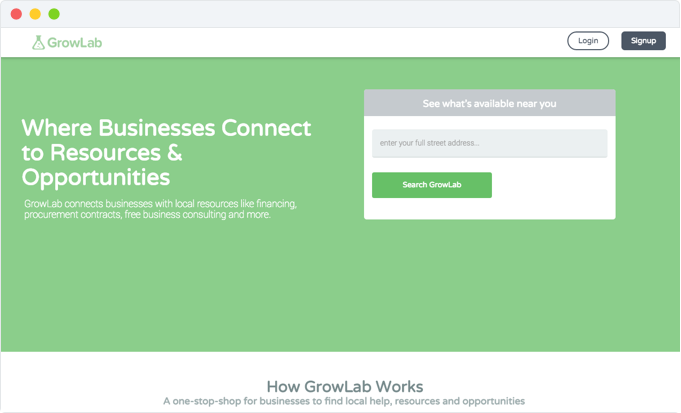 GrowLab
Login
Signup
See what's available near you
Where Businesses Connect
to Resources &
Opportunities
enter your full street address...
Search GrowLab
GrowLab connects businesses with local resources like financing,
procurement contracts, free business consulting and more.
How GrowLab Works
A one-stop-shop for businesses to find local help, resources and opportunities